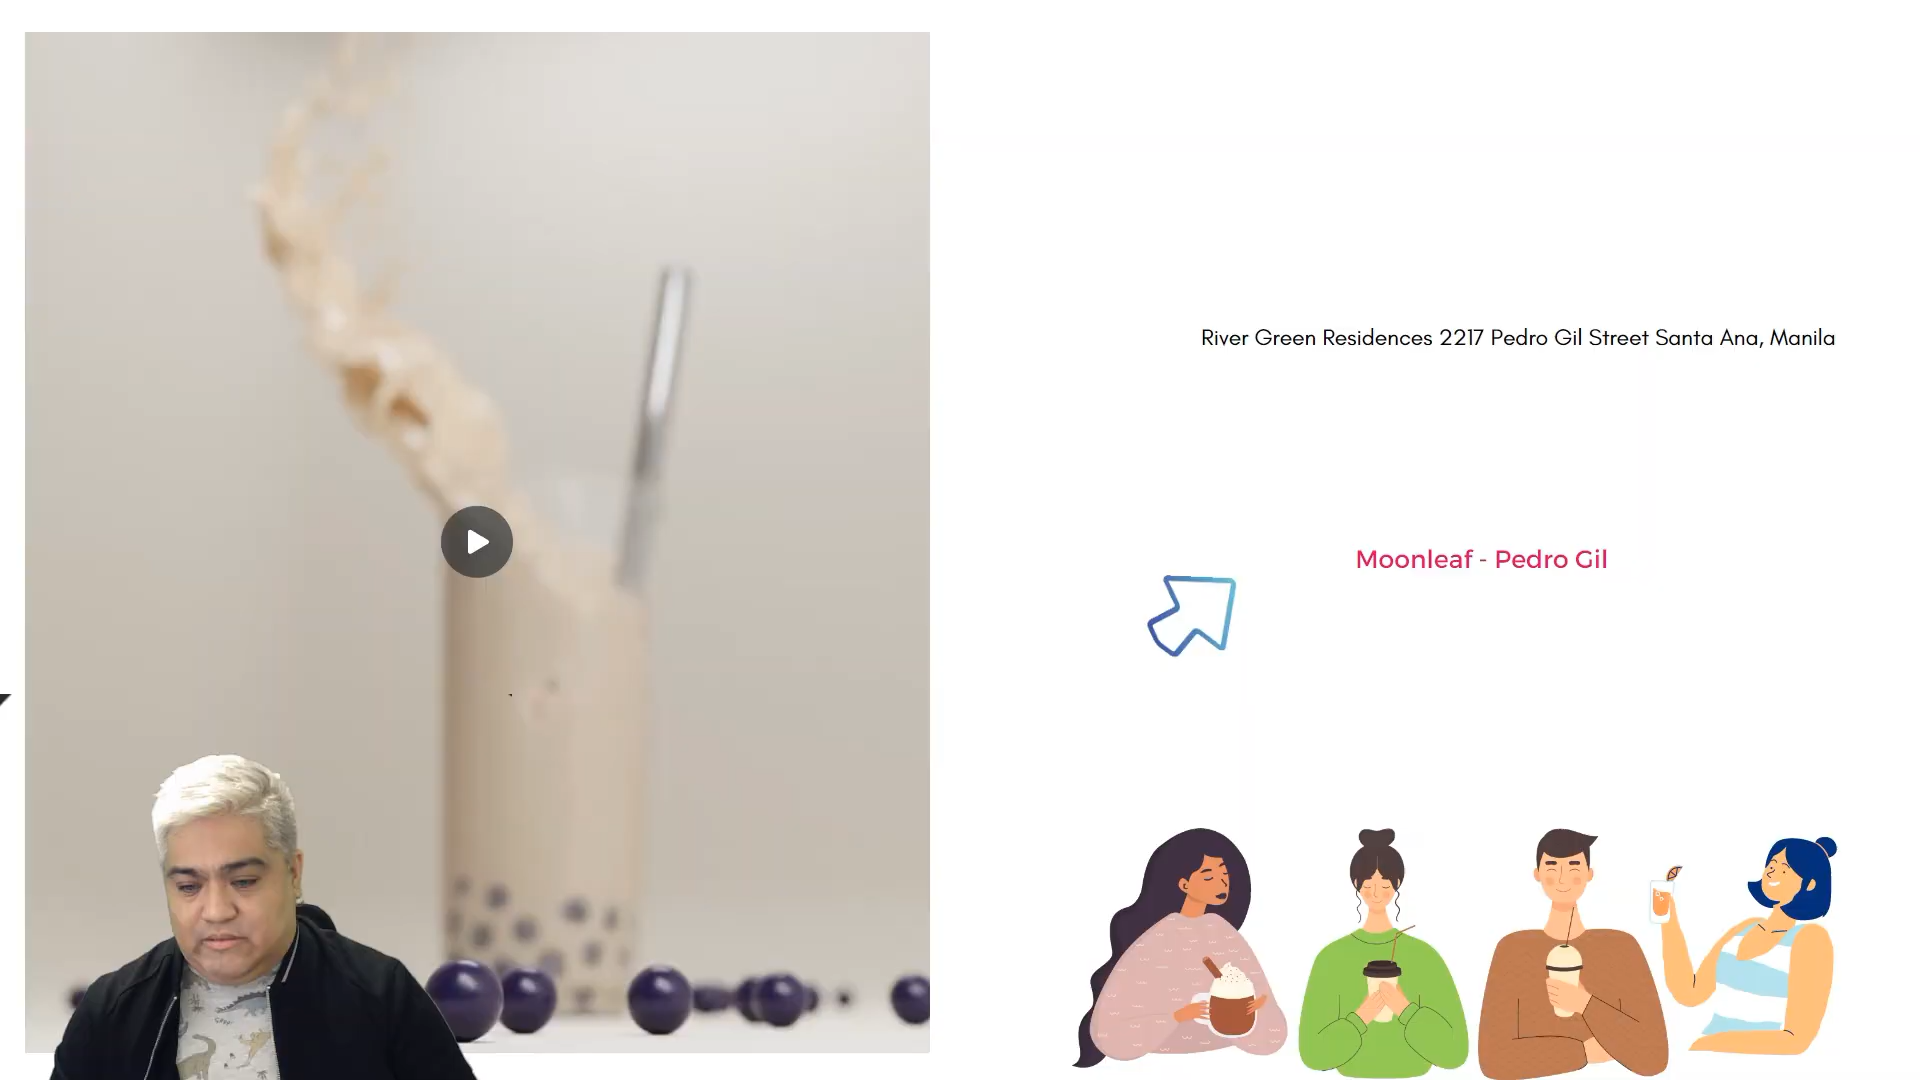 River Green Residences 2217 Pedro Gil Street Santa Ana, Manila
Moonleaf - Pedro Gil